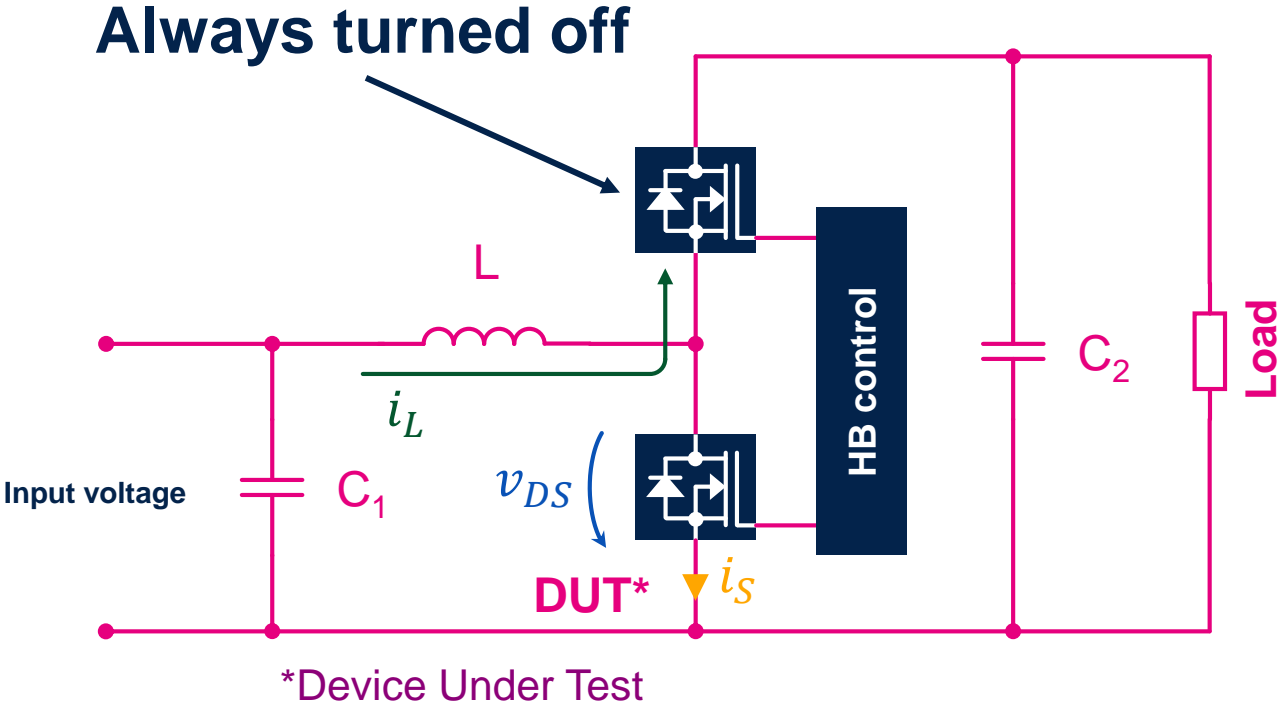 Always turned off
L
i_L
HB control
C₂
Load
Input voltage
C₁
v_DS
DUT*
i_S
*Device Under Test